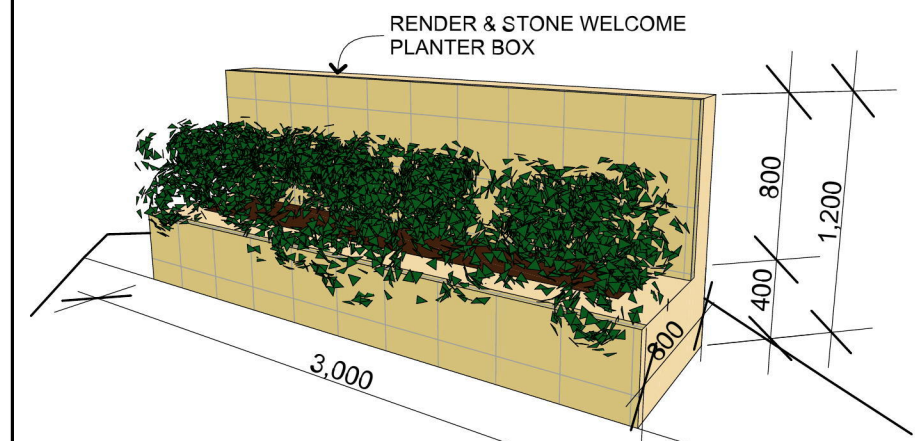 RENDER & STONE WELCOME
PLANTER BOX
800
1,200
400
800
3,000